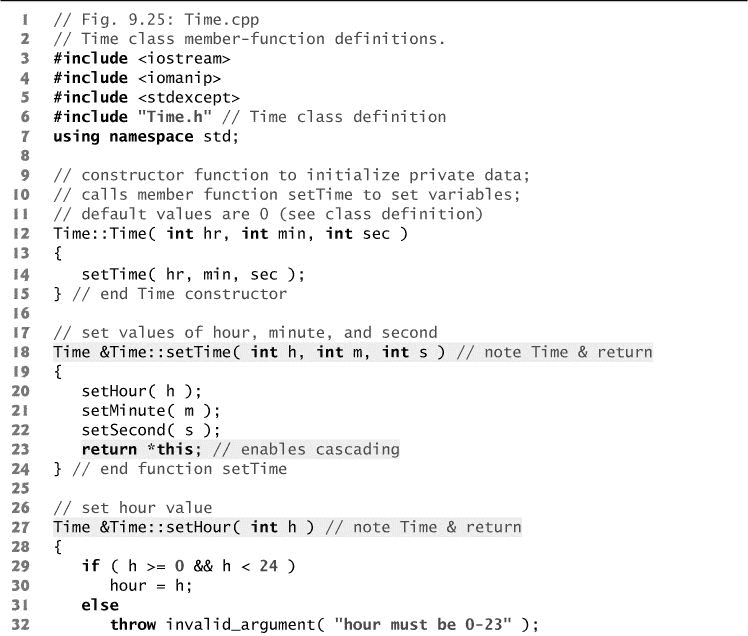 1 // Fig. 9.25: Time.cpp
2 // Time class member-function definitions.
3 #include <iostream>
4 #include <iomanip>
5 #include <stdexcept>
6 #include "Time.h" // Time class definition
7 using namespace std;
8
9 // constructor function to initialize private data;
10 // calls member function setTime to set variables;
11 // default values are 0 (see class definition)
12 Time::Time( int hr, int min, int sec )
13 {
14    setTime( hr, min, sec );
15 } // end Time constructor
16
17 // set values of hour, minute, and second
18 Time &Time::setTime( int h, int m, int s ) // note Time & return
19 {
20    setHour( h );
21    setMinute( m );
22    setSecond( s );
23    return *this; // enables cascading
24 } // end function setTime
25
26 // set hour value
27 Time &Time::setHour( int h ) // note Time & return
28 {
29    if ( h >= 0 && h < 24 )
30       hour = h;
31    else
32       throw invalid_argument( "hour must be 0-23" );